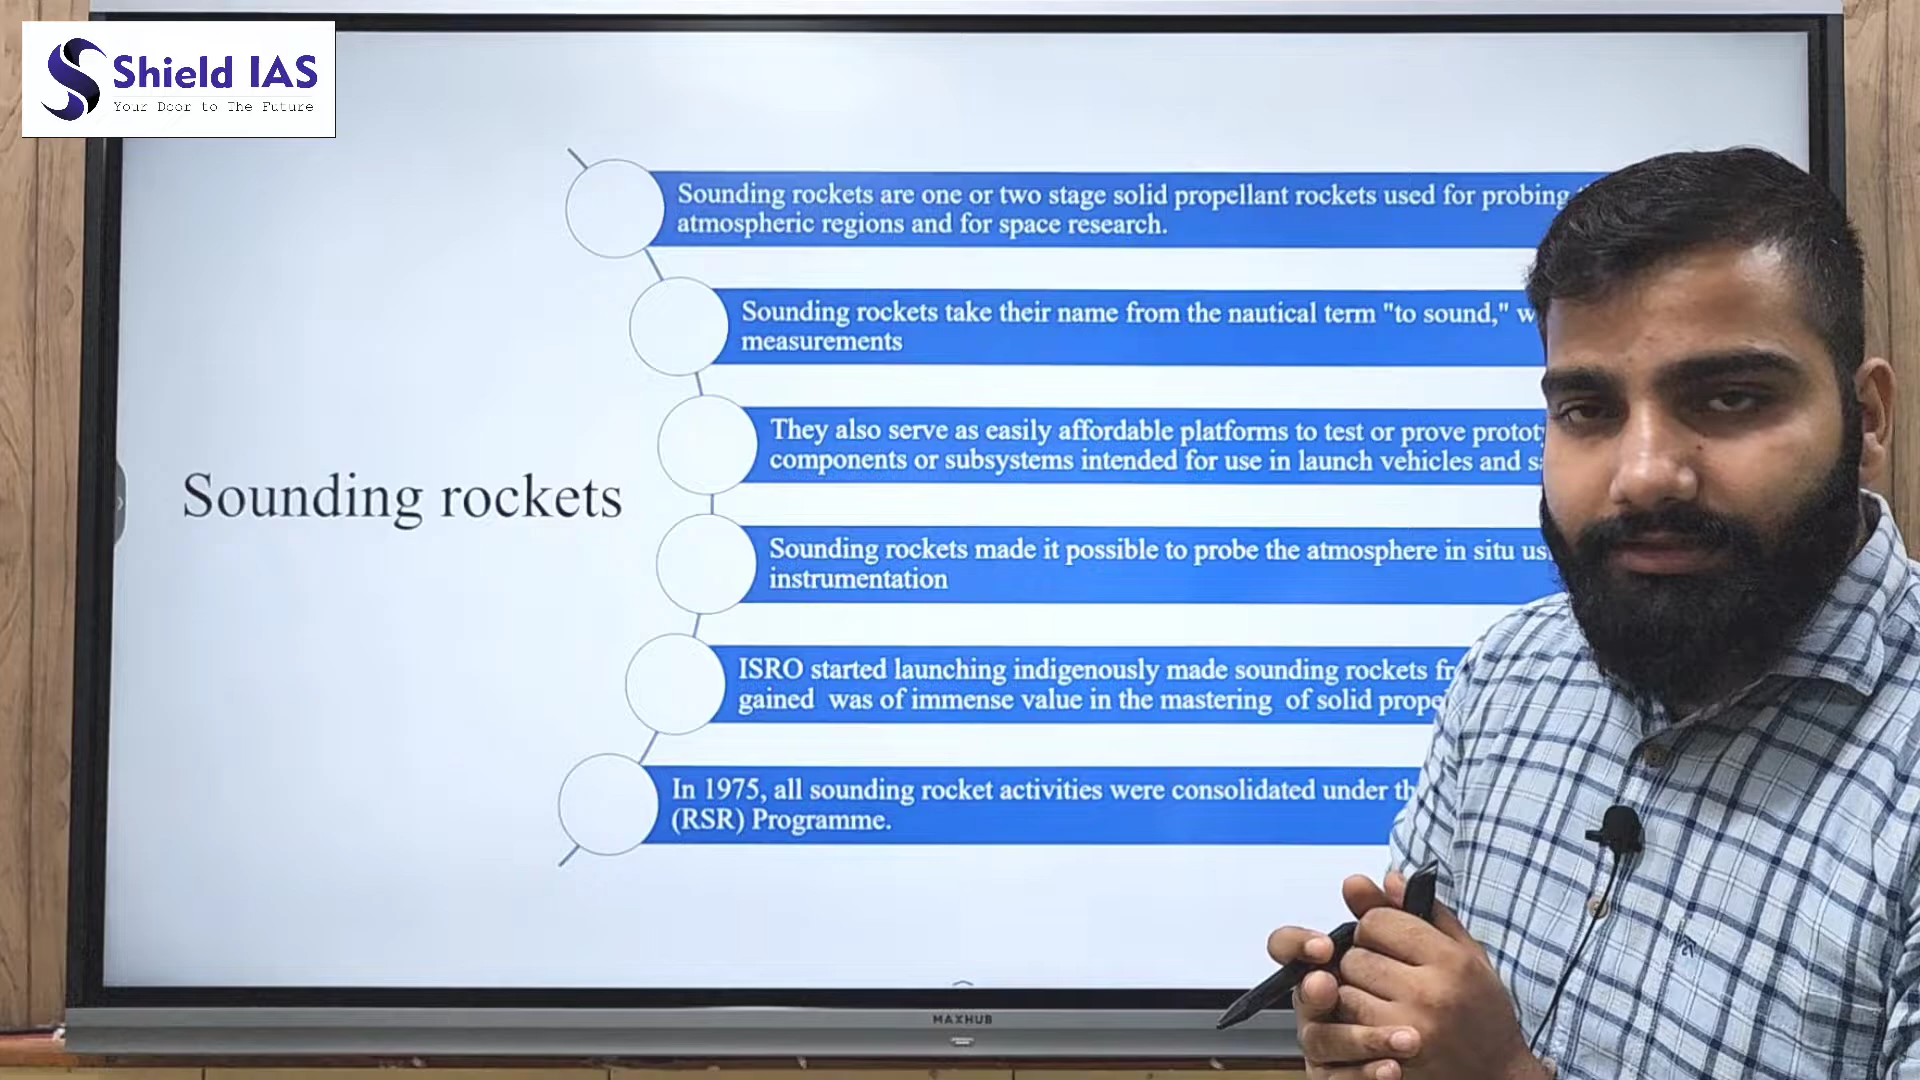 Shield IAS
Your Door to The Future
Sounding rockets
Sounding rockets are one or two stage solid propellant rockets used for probing
atmospheric regions and for space research.
Sounding rockets take their name from the nautical term "to sound,"
measurements
They also serve as easily affordable platforms to test or prove
components or subsystems intended for use in launch vehicles and
Sounding rockets made it possible to probe the atmosphere in situ
instrumentation
ISRO started launching indigenously made sounding rockets
gained was of immense value in the mastering of solid
In 1975, all sounding rocket activities were consolidated under
(RSR) Programme.
MAXHUB